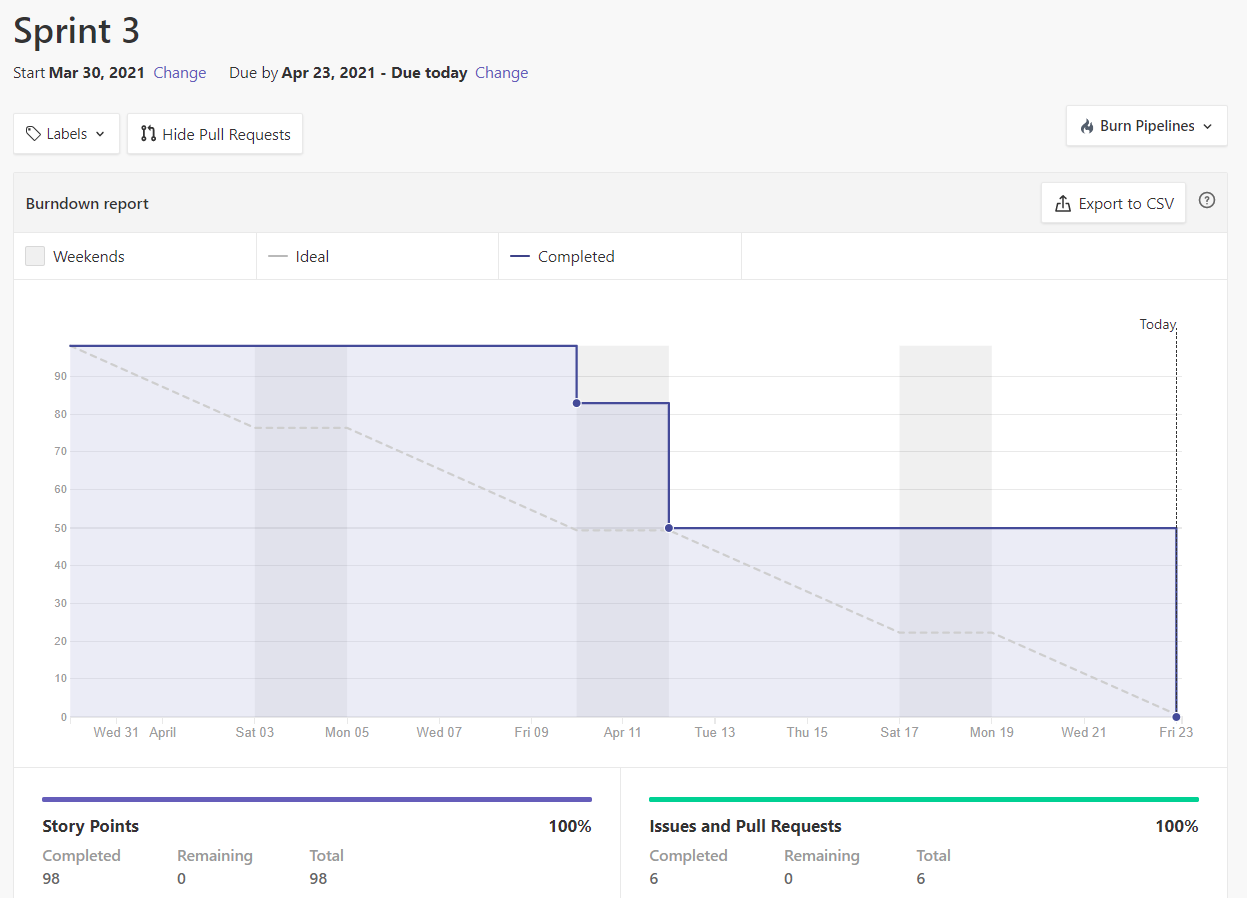 Sprint 3
Start Mar 30, 2021 Change Due by Apr 23, 2021 - Due today Change
Labels Hide Pull Requests Burn Pipelines
Burndown report Export to CSV ?
Weekends Ideal Completed
Today
90
80
70
60
50
40
30
20
10
0
Wed 31 April Sat 03 Mon 05 Wed 07 Fri 09 Apr 11 Tue 13 Thu 15 Sat 17 Mon 19 Wed 21 Fri 23
Story Points 100% Issues and Pull Requests 100%
Completed Remaining Total Completed Remaining Total
98 0 98 6 0 6